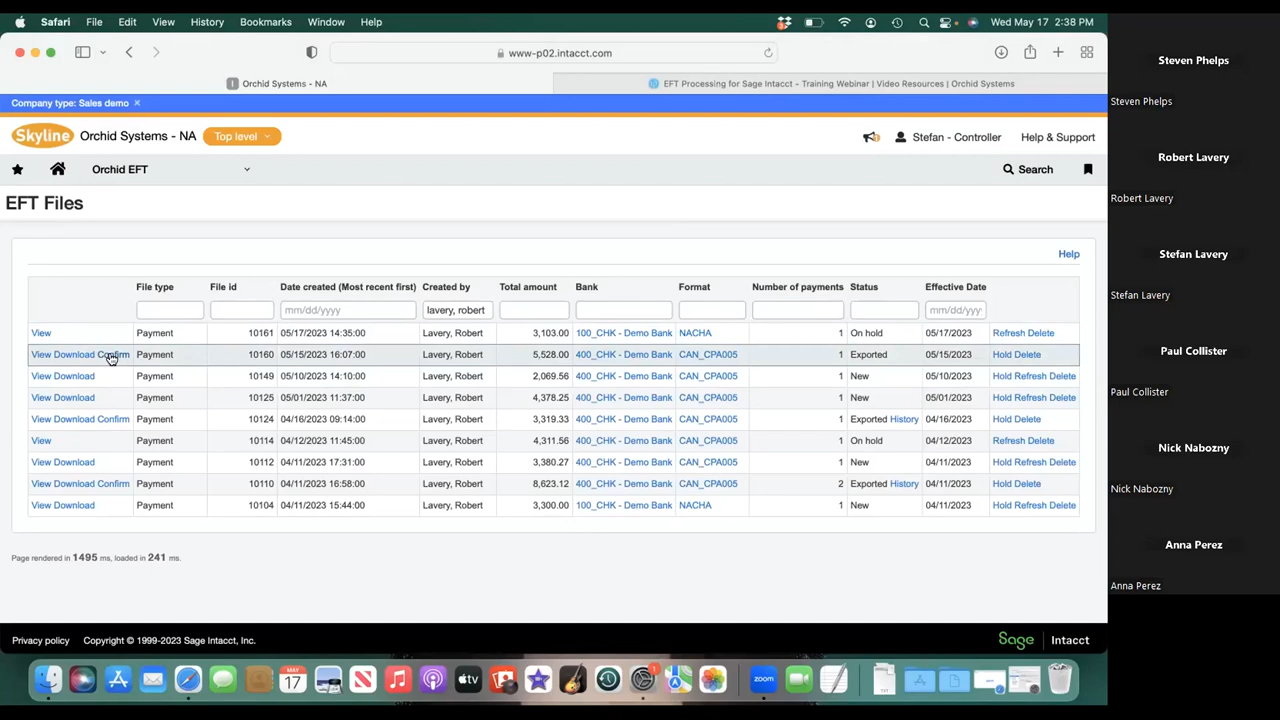 Safari File Edit View History Bookmarks Window Help Wed May 17 2:38 PM
www-p02.intacct.com
Orchid Systems - NA EFT Processing for Sage Intacct - Training Webinar | Video Resources | Orchid Systems
Company type: Sales demo ×
Skyline Orchid Systems - NA Top level Stefan - Controller Help & Support
Orchid EFT Search
EFT Files
Help
File type File id Date created (Most recent first) Created by Total amount Bank Format Number of payments Status Effective Date
mm/dd/yyyy lavery, robert mm/dd/yyy
View Payment 10161 05/17/2023 14:35:00 Lavery, Robert 3,103.00 100_CHK - Demo Bank NACHA 1 On hold 05/17/2023 Refresh Delete
View Download Confirm Payment 10160 05/15/2023 16:07:00 Lavery, Robert 5,528.00 400_CHK - Demo Bank CAN_CPA005 1 Exported 05/15/2023 Hold Delete
View Download Payment 10149 05/10/2023 14:10:00 Lavery, Robert 2,069.56 400_CHK - Demo Bank CAN_CPA005 1 New 05/10/2023 Hold Refresh Delete
View Download Payment 10125 05/01/2023 11:37:00 Lavery, Robert 4,378.25 400_CHK - Demo Bank CAN_CPA005 1 New 05/01/2023 Hold Refresh Delete
View Download Confirm Payment 10124 04/16/2023 09:14:00 Lavery, Robert 3,319.33 400_CHK - Demo Bank CAN_CPA005 1 Exported History 04/16/2023 Hold Delete
View Payment 10114 04/12/2023 11:45:00 Lavery, Robert 4,311.56 400_CHK - Demo Bank CAN_CPA005 1 On hold 04/12/2023 Refresh Delete
View Download Payment 10112 04/11/2023 17:31:00 Lavery, Robert 3,380.27 400_CHK - Demo Bank CAN_CPA005 1 New 04/11/2023 Hold Refresh Delete
View Download Confirm Payment 10110 04/11/2023 16:58:00 Lavery, Robert 8,623.12 400_CHK - Demo Bank CAN_CPA005 2 Exported History 04/11/2023 Hold Delete
View Download Payment 10104 04/11/2023 15:44:00 Lavery, Robert 3,300.00 100_CHK - Demo Bank NACHA 1 New 04/11/2023 Hold Refresh Delete
Page rendered in 1495 ms, loaded in 241 ms.
Privacy policy Copyright © 1999-2023 Sage Intacct, Inc. Sage Intacct
MAY
17
tv
zoom
1
Steven Phelps
Steven Phelps
Robert Lavery
Robert Lavery
Stefan Lavery
Stefan Lavery
Paul Collister
Paul Collister
Nick Nabozny
Nick Nabozny
Anna Perez
Anna Perez